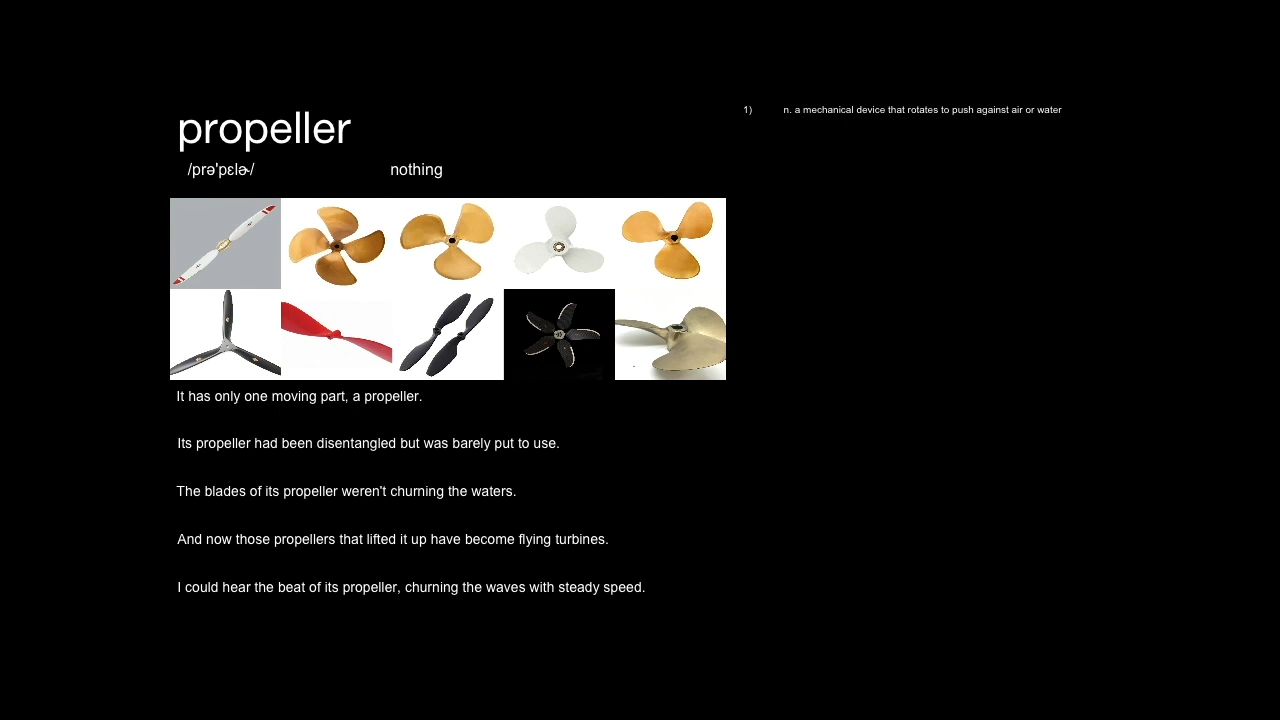 propeller
/prə'pɛlɚ/
nothing
1) n. a mechanical device that rotates to push against air or water
It has only one moving part, a propeller.
Its propeller had been disentangled but was barely put to use.
The blades of its propeller weren't churning the waters.
And now those propellers that lifted it up have become flying turbines.
I could hear the beat of its propeller, churning the waves with steady speed.